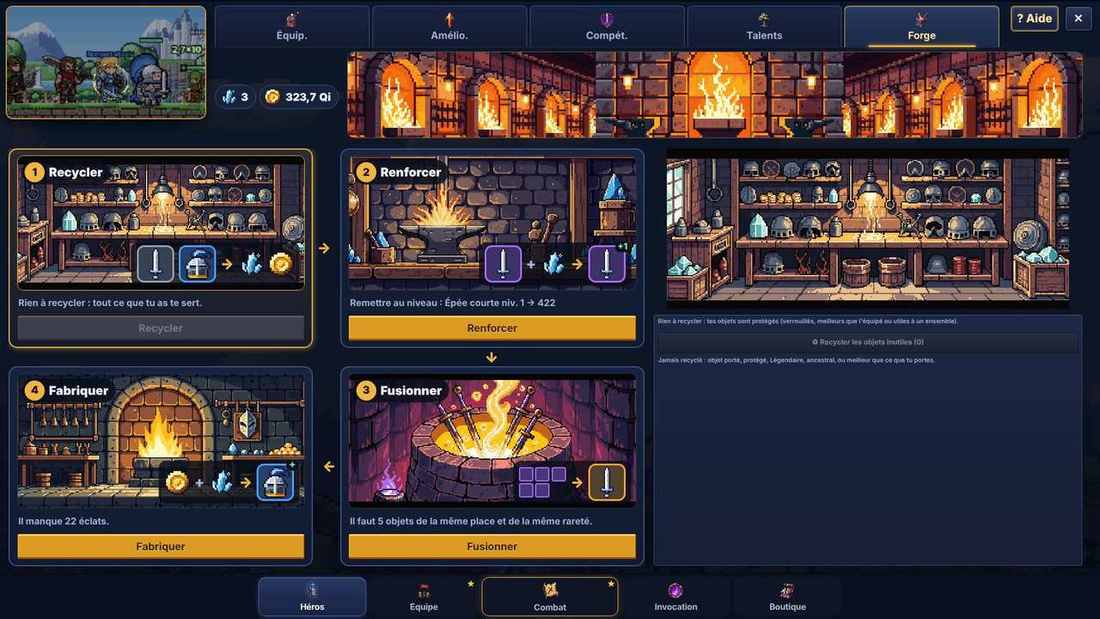 Équip.
Amélio.
Compét.
Talents
Forge
? Aide
×
2,7×10
3
323,7 Qi
1 Recycler
Rien à recycler : tout ce que tu as te sert.
Recycler
2 Renforcer
+1
Remettre au niveau : Épée courte niv. 1 → 422
Renforcer
4 Fabriquer
Il manque 22 éclats.
Fabriquer
3 Fusionner
Il faut 5 objets de la même place et de la même rareté.
Fusionner
Rien à recycler : tes objets sont protégés (verrouillés, meilleurs que l'équipé ou utiles à un ensemble).
Recycler les objets inutiles (0)
Jamais recyclé : objet porté, protégé, Légendaire, ancestral, ou meilleur que ce que tu portes.
Héros
Équipe
Combat
Invocation
Boutique